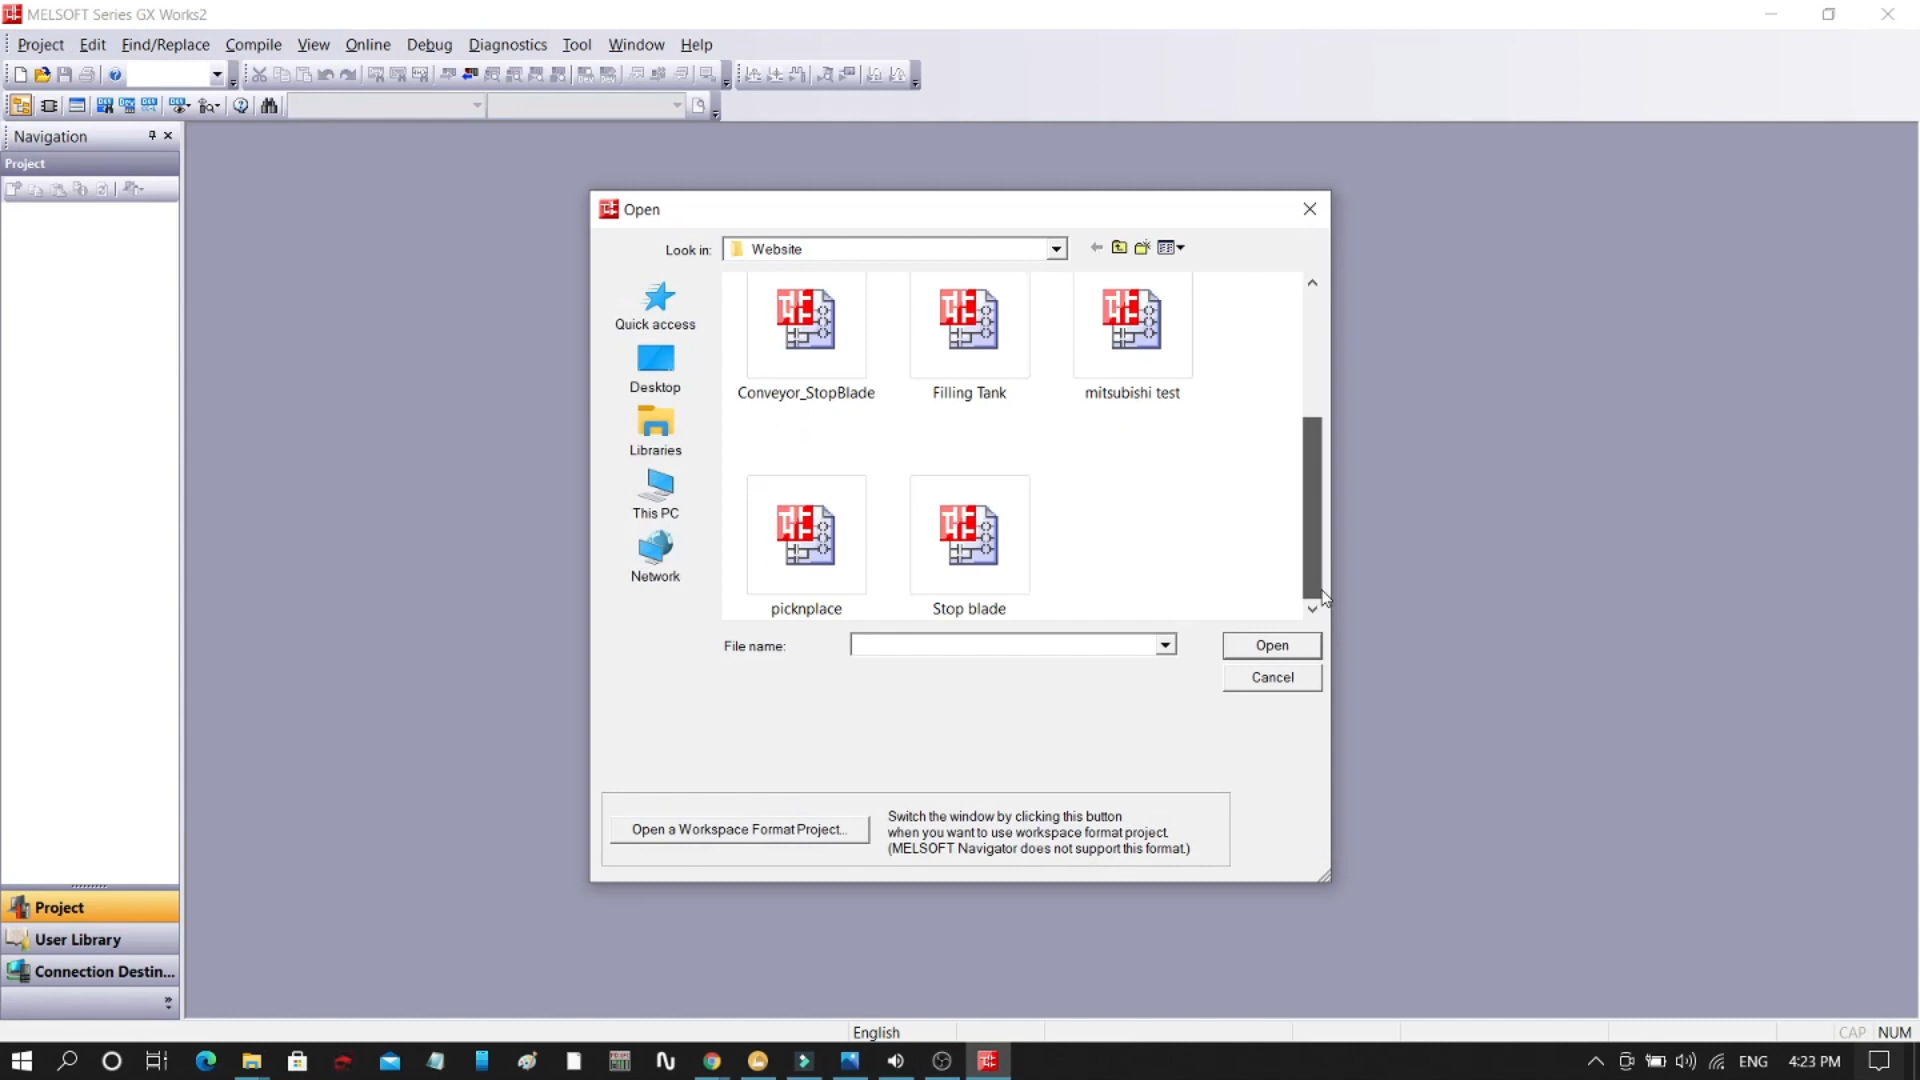 MELSOFT Series GX Works2
Project Edit Find/Replace Compile View Online Debug Diagnostics Tool Window Help
Navigation
Project
Open
Look in: Website
Quick access
Desktop
Libraries
This PC
Network
Conveyor_StopBlade Filling Tank mitsubishi test
picknplace Stop blade
File name:
Open
Cancel
Open a Workspace Format Project...
Switch the window by clicking this button
when you want to use workspace format project.
(MELSOFT Navigator does not support this format.)
Project
User Library
Connection Destin...
English CAP NUM
ENG 4:23 PM